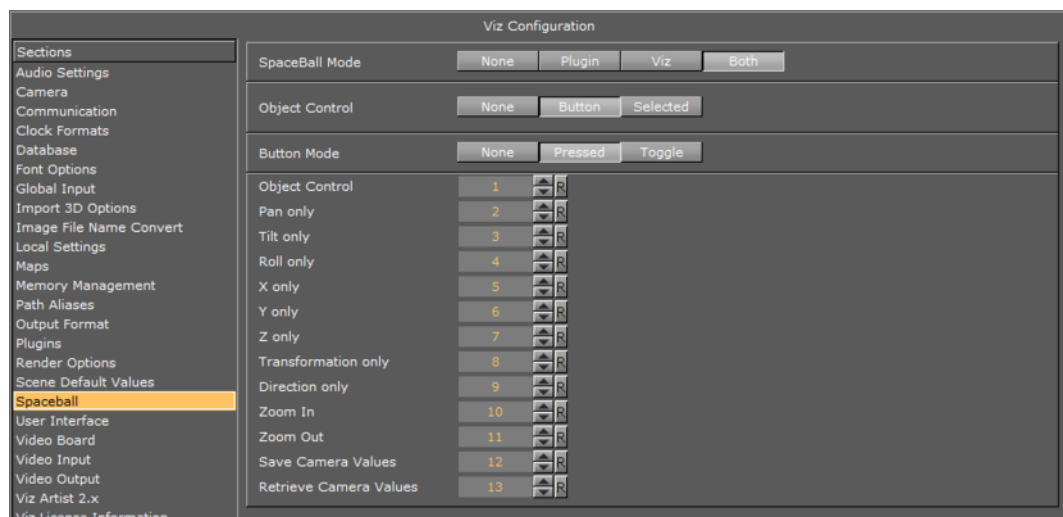 Viz Configuration
Sections
Audio Settings
Camera
Communication
Clock Formats
Database
Font Options
Global Input
Import 3D Options
Image File Name Convert
Local Settings
Maps
Memory Management
Path Aliases
Output Format
Plugins
Render Options
Scene Default Values
Spaceball
User Interface
Video Board
Video Input
Video Output
Viz Artist 2.x
Viz License Information
SpaceBall Mode None Plugin Viz Both
Object Control None Button Selected
Button Mode None Pressed Toggle
Object Control 1 R
Pan only 2 R
Tilt only 3 R
Roll only 4 R
X only 5 R
Y only 6 R
Z only 7 R
Transformation only 8 R
Direction only 9 R
Zoom In 10 R
Zoom Out 11 R
Save Camera Values 12 R
Retrieve Camera Values 13 R